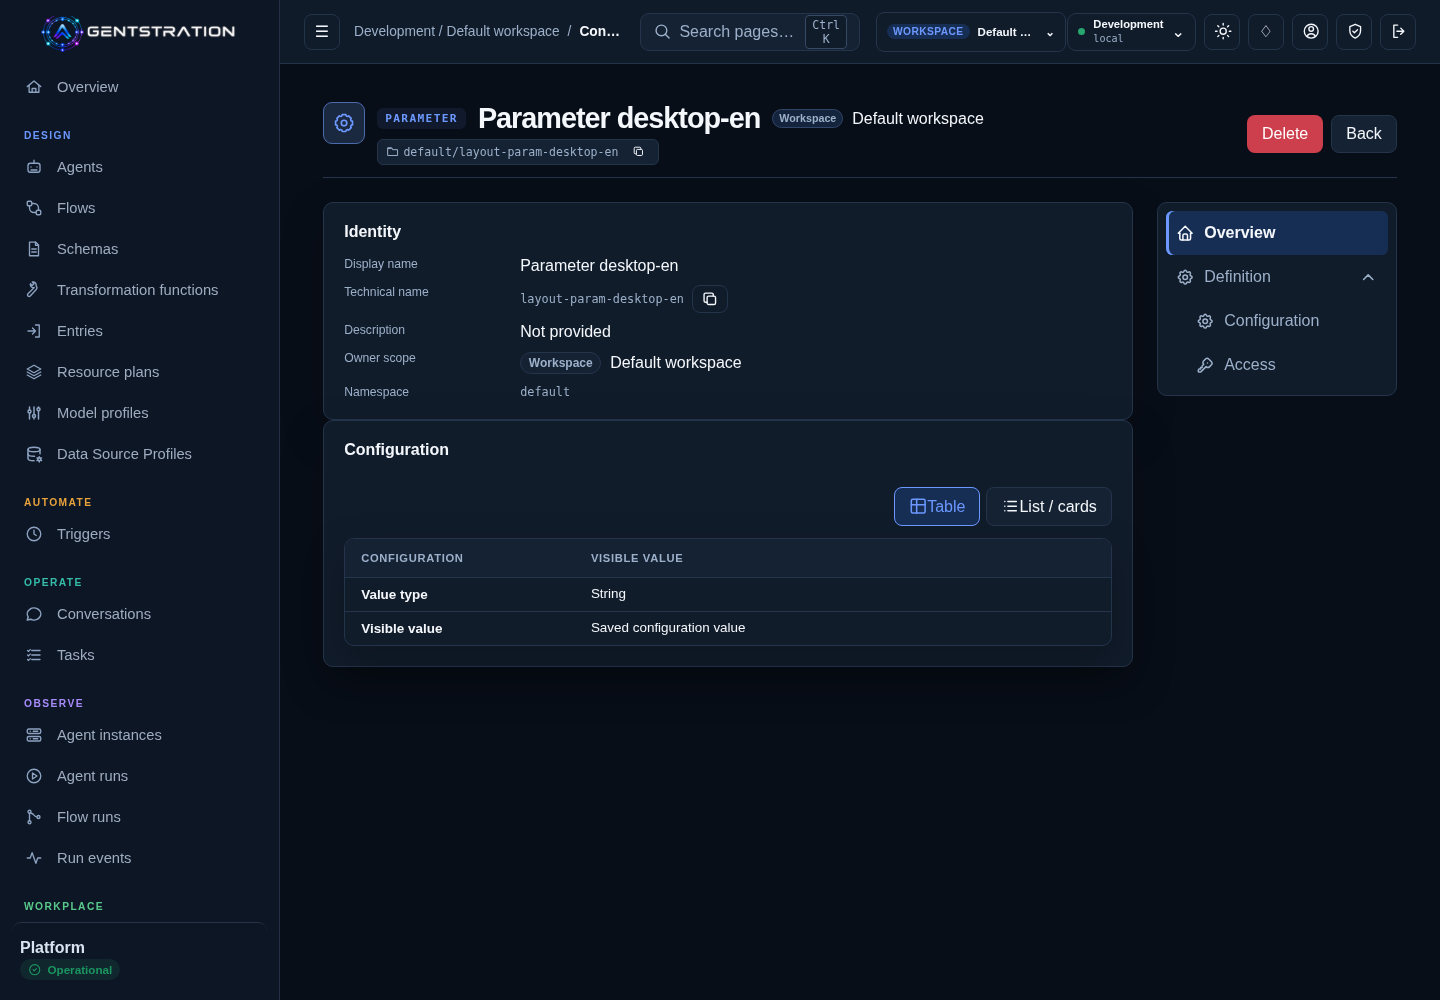 GENTSTRATION
Overview
DESIGN
Agents
Flows
Schemas
Transformation functions
Entries
Resource plans
Model profiles
Data Source Profiles
AUTOMATE
Triggers
OPERATE
Conversations
Tasks
OBSERVE
Agent instances
Agent runs
Flow runs
Run events
WORKPLACE
Platform
Operational
Development / Default workspace / Con...
Search pages...
Ctrl
K
WORKSPACE Default ...
Development
local
PARAMETER Parameter desktop-en Workspace Default workspace
default/layout-param-desktop-en
Delete Back
Identity
Display name Parameter desktop-en
Technical name layout-param-desktop-en
Description Not provided
Owner scope Workspace Default workspace
Namespace default
Configuration
Table List / cards
CONFIGURATION VISIBLE VALUE
Value type String
Visible value Saved configuration value
Overview
Definition
Configuration
Access